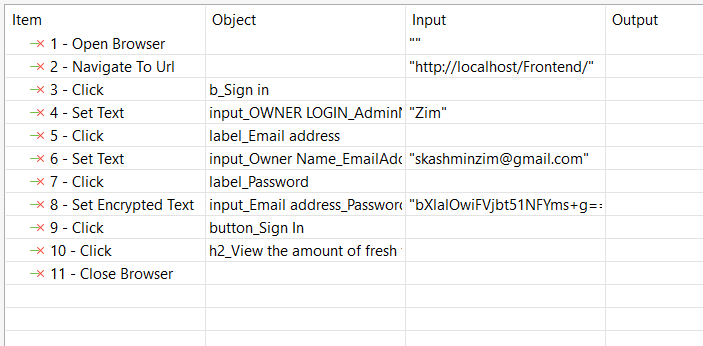 Item Object Input Output
1 - Open Browser ""
2 - Navigate To Url "http://localhost/Frontend/"
3 - Click b_Sign in
4 - Set Text input_OWNER LOGIN_AdminN "Zim"
5 - Click label_Email address
6 - Set Text input_Owner Name_EmailAdd "skashminzim@gmail.com"
7 - Click label_Password
8 - Set Encrypted Text input_Email address_Password "bXlalOwiFVjbt51NFYms+g==
9 - Click button_Sign In
10 - Click h2_View the amount of fresh
11 - Close Browser